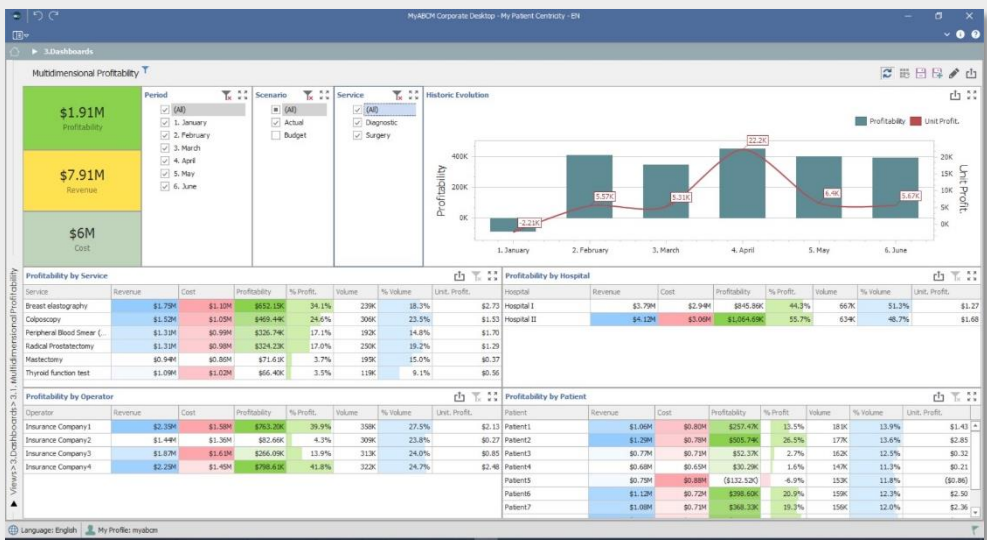 MyABCM Corporate Desktop - My Patient Centricity - EN
3.Dashboards
Multidimensional Profitability
$1.91M
Profitability
$7.91M
Revenue
$6M
Cost
Period
(All)
1. January
2. February
3. March
4. April
5. May
6. June
Scenario
(All)
Actual
Budget
Service
(All)
Diagnostic
Surgery
Historic Evolution
Profitability Unit Profit.
Profitability
400K
200K
0K
-2.21K
5.57K
5.31K
22.2K
6.4K
5.67K
20K
15K
10K
5K
0K
Unit Profit.
1. January 2. February 3. March 4. April 5. May 6. June
Profitability by Service
Service Revenue Cost Profitability % Profit. Volume % Volume Unit. Profit.
Breast elastography $1.75M $1.10M $652.15K 34.1% 239K 18.3% $2.73
Colposcopy $1.52M $1.05M $469.44K 24.6% 306K 23.5% $1.53
Peripheral Blood Smear (... $1.31M $0.99M $326.74K 17.1% 192K 14.8% $1.70
Radical Prostatectomy $1.31M $0.98M $324.23K 17.0% 250K 19.2% $1.29
Mastectomy $0.94M $0.86M $71.61K 3.7% 195K 15.0% $0.37
Thyroid function test $1.09M $1.02M $66.40K 3.5% 119K 9.1% $0.56
Profitability by Hospital
Hospital Revenue Cost Profitability % Profit. Volume % Volume Unit. Profit.
Hospital I $3.79M $2.94M $845.86K 44.3% 667K 51.3% $1.27
Hospital II $4.12M $3.06M $1,064.69K 55.7% 634K 48.7% $1.68
Profitability by Operator
Operator Revenue Cost Profitability % Profit. Volume % Volume Unit. Profit.
Insurance Company1 $2.35M $1.58M $763.20K 39.9% 358K 27.5% $2.13
Insurance Company2 $1.44M $1.36M $82.66K 4.3% 309K 23.8% $0.27
Insurance Company3 $1.87M $1.61M $266.09K 13.9% 313K 24.0% $0.85
Insurance Company4 $2.25M $1.45M $798.61K 41.8% 322K 24.7% $2.48
Profitability by Patient
Patient Revenue Cost Profitability % Profit Volume % Volume Unit. Profit.
Patient1 $1.06M $0.80M $257.47K 13.5% 181K 13.9% $1.43
Patient2 $1.29M $0.78M $505.74K 26.5% 177K 13.6% $2.85
Patient3 $0.77M $0.71M $52.37K 2.7% 162K 12.5% $0.32
Patient4 $0.68M $0.65M $30.29K 1.6% 147K 11.3% $0.21
Patient5 $0.75M $0.88M ($132.52K) -6.9% 153K 11.8% ($0.86)
Patient6 $1.12M $0.72M $398.60K 20.9% 159K 12.3% $2.50
Patient7 $1.08M $0.71M $368.33K 19.3% 156K 12.0% $2.36
Views> 3.Dashboards> 3.1. MultidimensionalProfitability
Language: English My Profile: myabcm